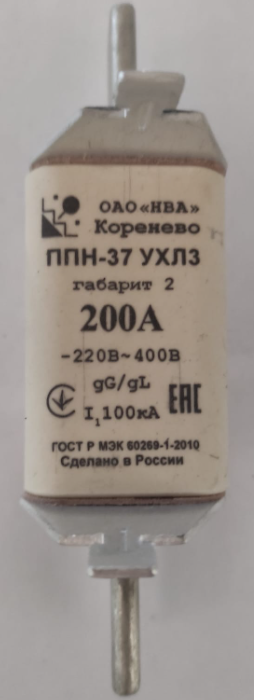 ОАО «НВА»
Коренево
ППН-37 УХЛ3
габарит 2
200А
-220В~400В
gG/gL
I₁100кА
ЕАС
ГОСТ Р МЭК 60269-1-2010
Сделано в России